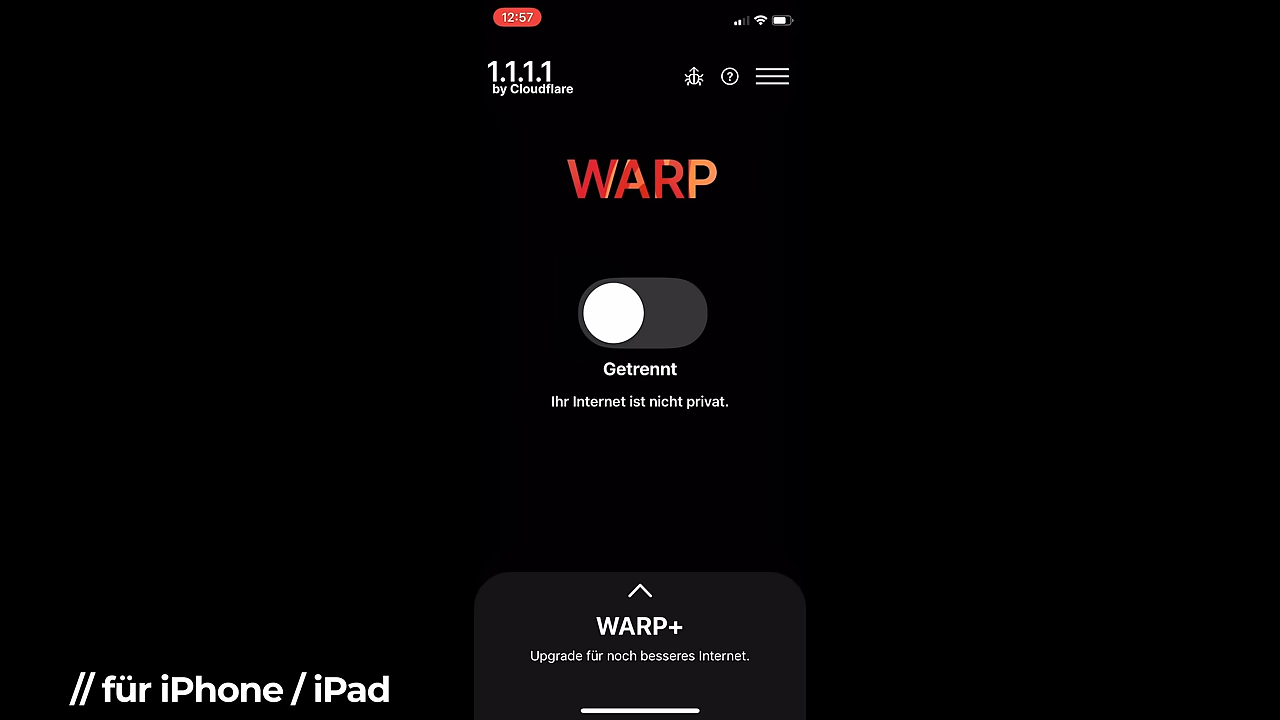 12:57
1.1.1.1
by Cloudflare
WARP
Getrennt
Ihr Internet ist nicht privat.
WARP+
Upgrade für noch besseres Internet.
// für iPhone / iPad